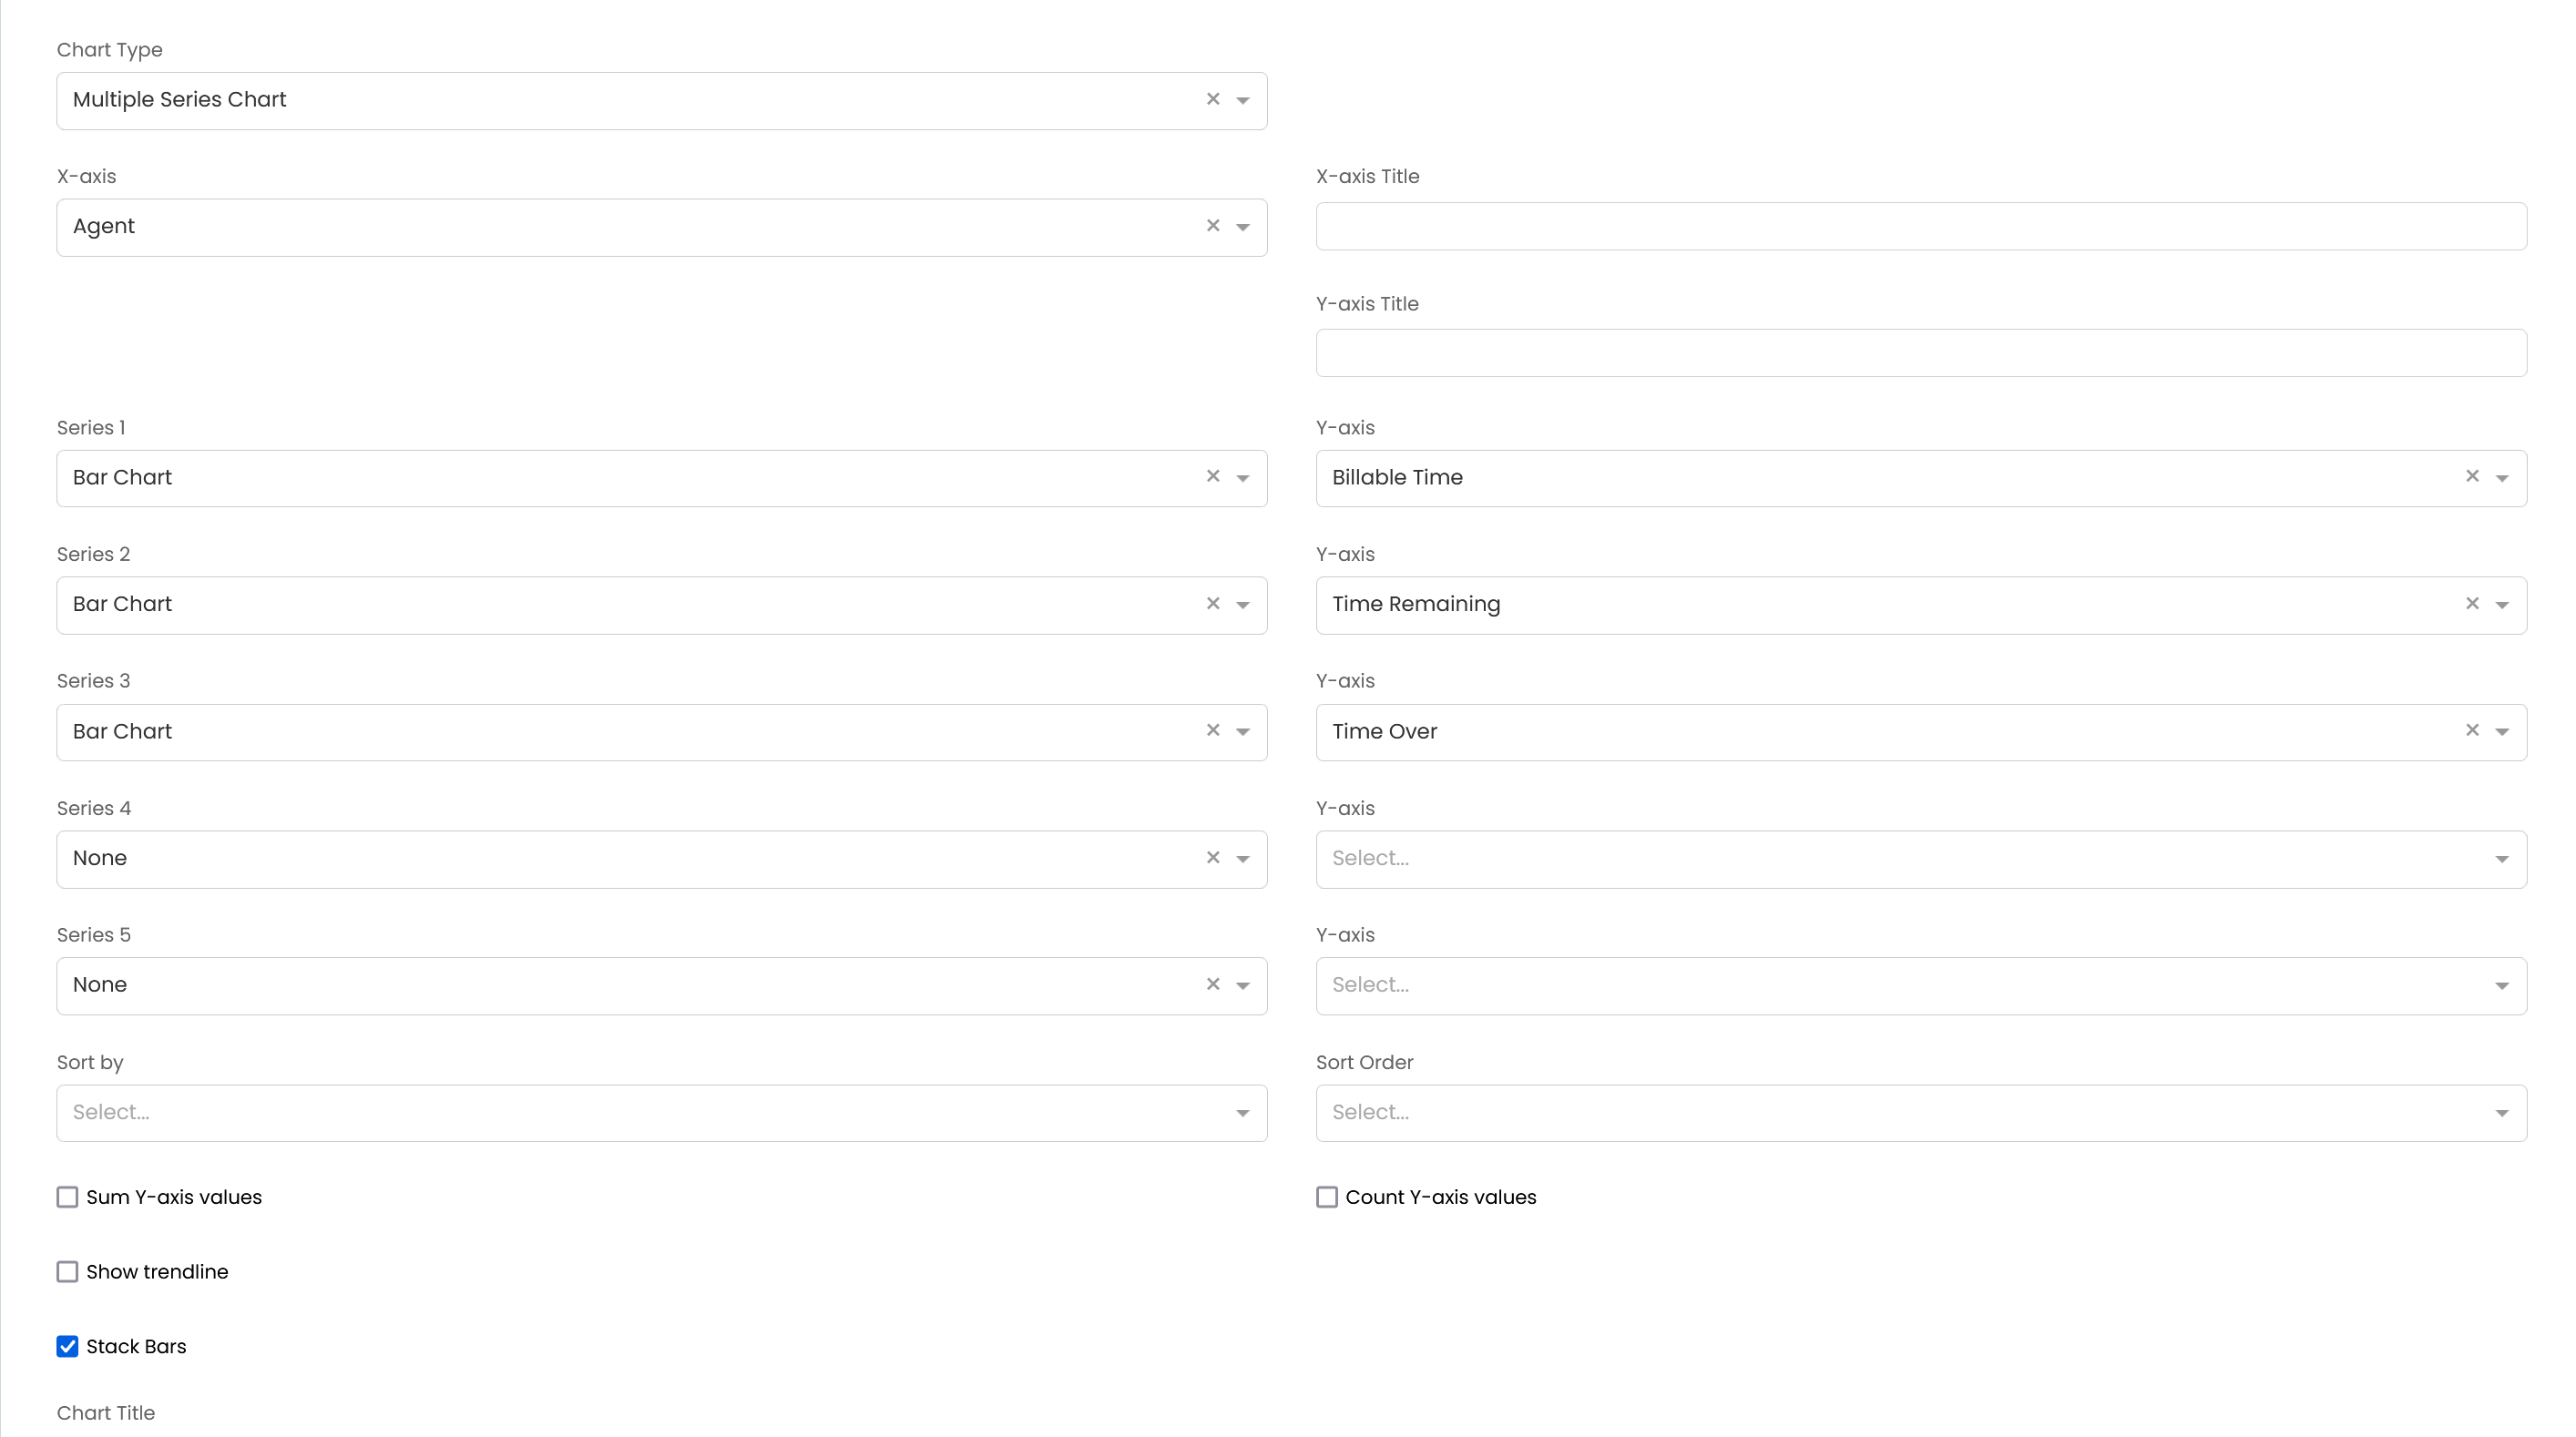 Chart Type
Multiple Series Chart
X-axis
X-axis Title
Agent
Y-axis Title
Series 1
Y-axis
Bar Chart
Billable Time
Series 2
Y-axis
Bar Chart
Time Remaining
Series 3
Y-axis
Bar Chart
Time Over
Series 4
Y-axis
None
Select...
Series 5
Y-axis
None
Select...
Sort by
Sort Order
Select...
Select...
Sum Y-axis values
Count Y-axis values
Show trendline
Stack Bars
Chart Title